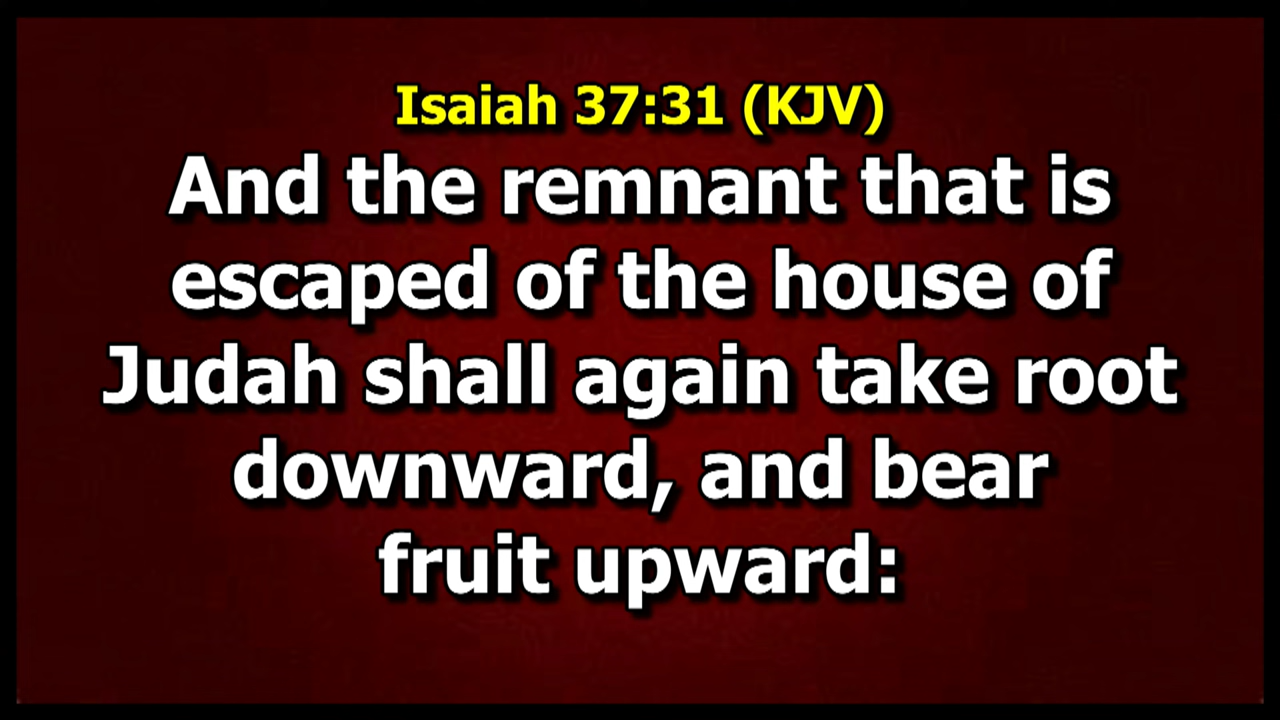 Isaiah 37:31 (KJV)
And the remnant that is
escaped of the house of
Judah shall again take root
downward, and bear
fruit upward: